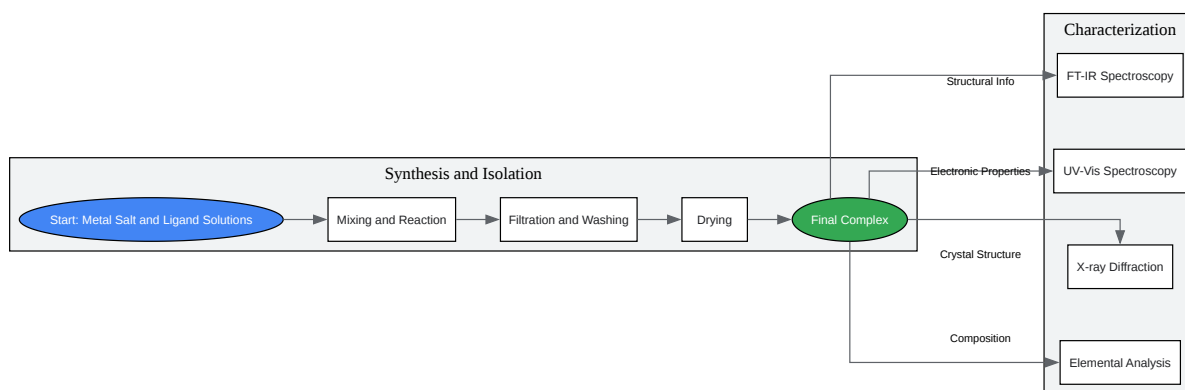 Characterization
FT-IR Spectroscopy
Structural Info
Synthesis and Isolation
Electronic Properties
UV-Vis Spectroscopy
Start: Metal Salt and Ligand Solutions
Mixing and Reaction
Filtration and Washing
Drying
Final Complex
Crystal Structure
X-ray Diffraction
Composition
Elemental Analysis